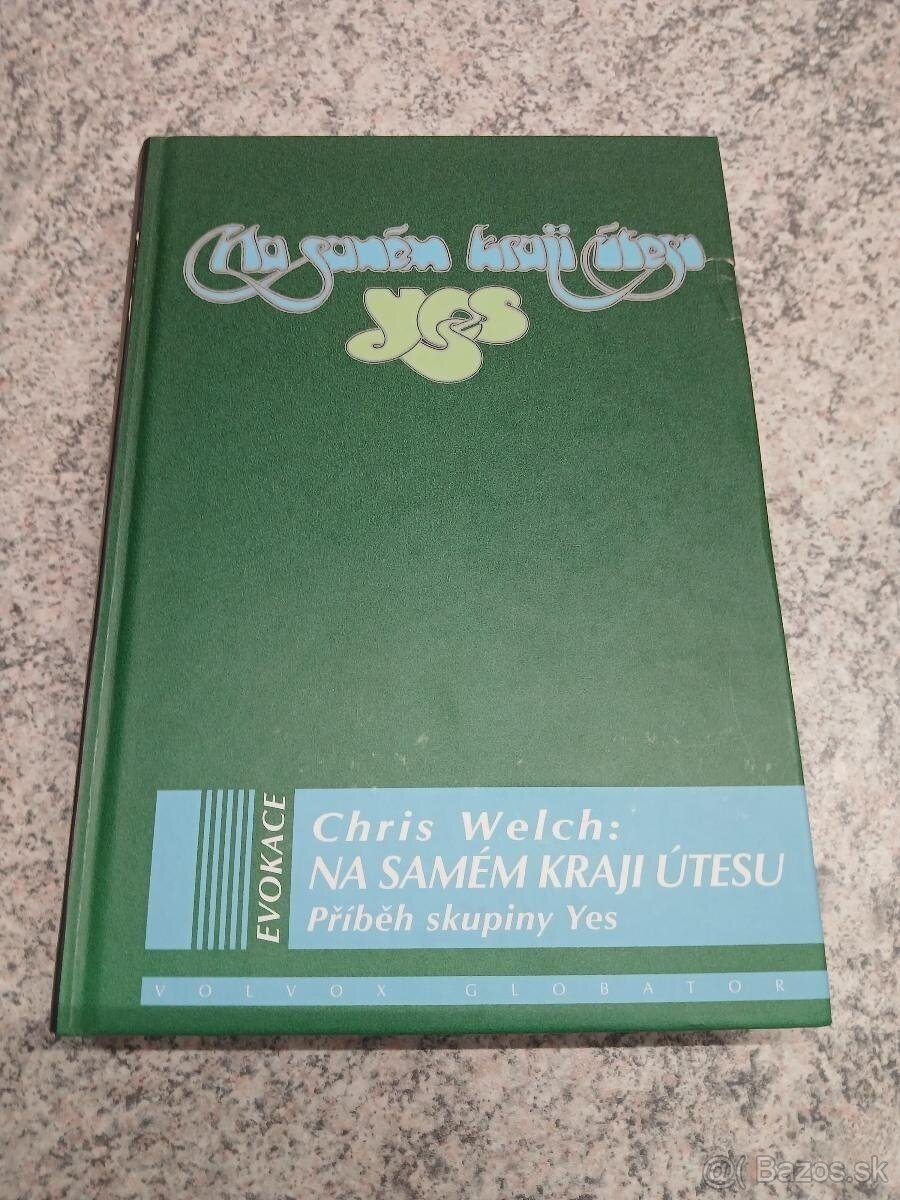 Na samém kraji útesu
yes
EVOKACE
Chris Welch:
NA SAMÉM KRAJI ÚTESU
Příběh skupiny Yes
VOLVOX GLOBATOR
@( Bazos.sk